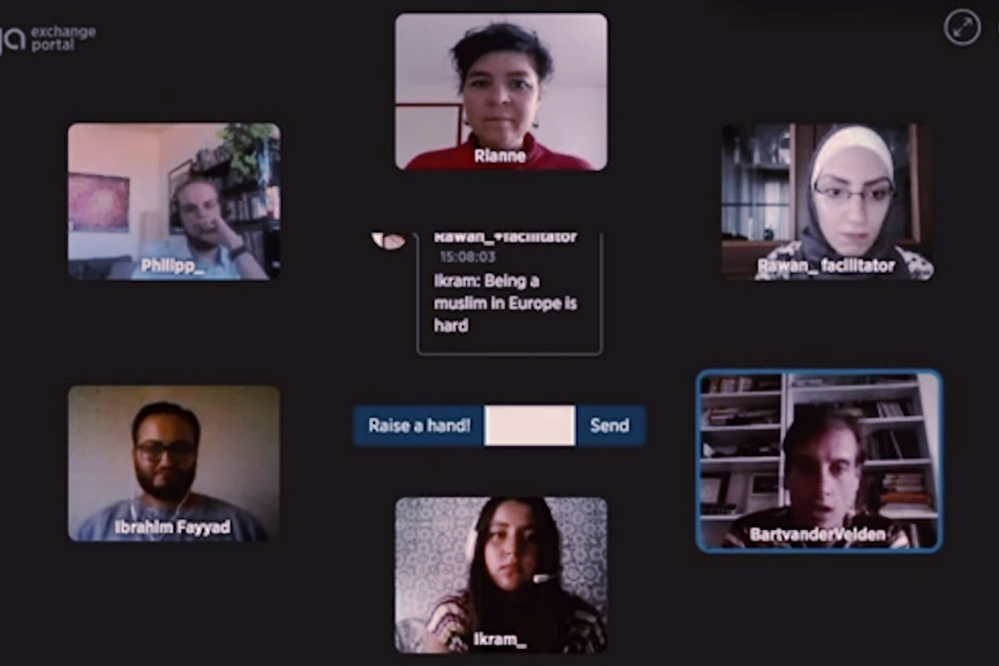 exchange
portal
Rianne
Philipp_
Rawan_ facilitator
Rawan_+facilitator
15:08:03
Ikram: Being a
muslim in Europe is
hard
Raise a hand!
Send
Ibrahim Fayyad
BartvanderVelden
Ikram_